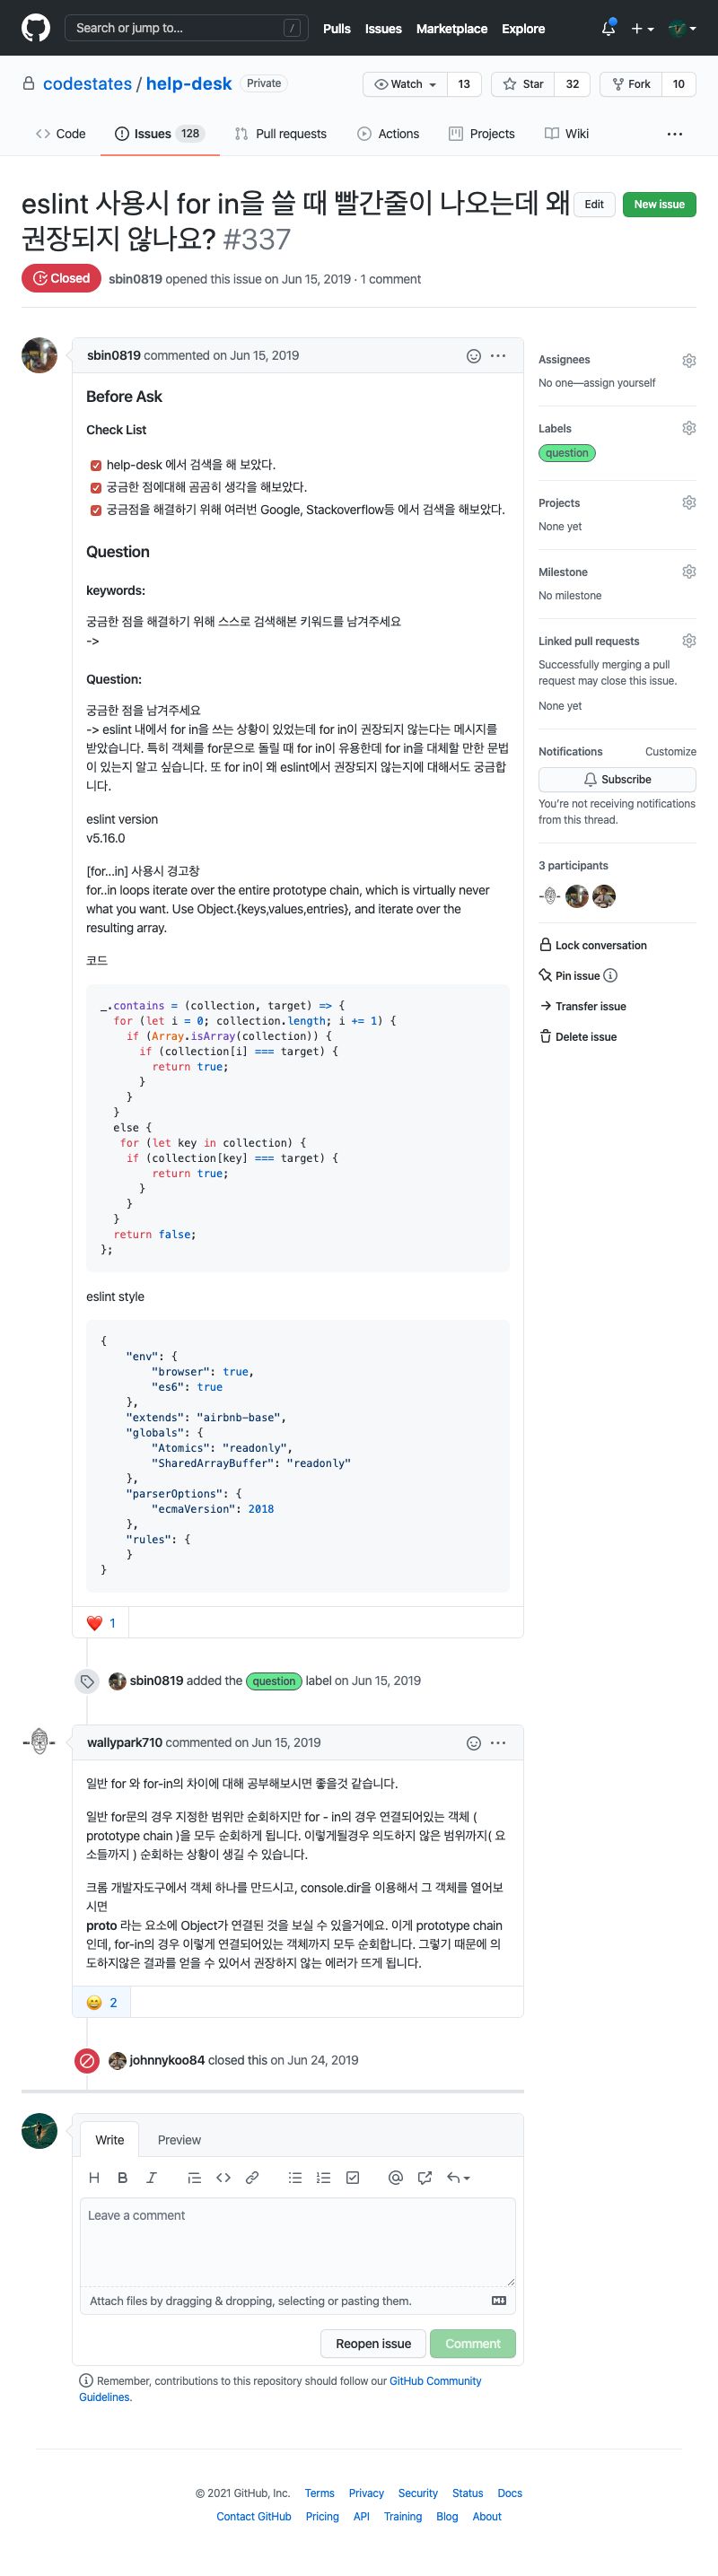 Search or jump to...
/
Pulls Issues Marketplace Explore
codestates / help-desk Private
Watch 13 Star 32 Fork 10
Code Issues 128 Pull requests Actions Projects Wiki
eslint 사용시 for in을 쓸 때 빨간줄이 나오는데 왜
권장되지 않나요? #337
Edit New issue
Closed sbin0819 opened this issue on Jun 15, 2019 · 1 comment
sbin0819 commented on Jun 15, 2019
Before Ask
Check List
help-desk 에서 검색을 해 보았다.
궁금한 점에대해 곰곰히 생각을 해보았다.
궁금점을 해결하기 위해 여러번 Google, Stackoverflow등 에서 검색을 해보았다.
Question
keywords:
궁금한 점을 해결하기 위해 스스로 검색해본 키워드를 남겨주세요
->
Question:
궁금한 점을 남겨주세요
-> eslint 내에서 for in을 쓰는 상황이 있었는데 for in이 권장되지 않는다는 메시지를
받았습니다. 특히 객체를 for문으로 돌릴 때 for in이 유용한데 for in을 대체할 만한 문법
이 있는지 알고 싶습니다. 또 for in이 왜 eslint에서 권장되지 않는지에 대해서도 궁금합
니다.
eslint version
v5.16.0
[for...in] 사용시 경고창
for..in loops iterate over the entire prototype chain, which is virtually never
what you want. Use Object.{keys,values,entries}, and iterate over the
resulting array.
코드
_.contains = (collection, target) => {
  for (let i = 0; collection.length; i += 1) {
    if (Array.isArray(collection)) {
      if (collection[i] === target) {
        return true;
      }
    }
  }
  else {
   for (let key in collection) {
    if (collection[key] === target) {
        return true;
      }
    }
  }
  return false;
};
eslint style
{
    "env": {
        "browser": true,
        "es6": true
    },
    "extends": "airbnb-base",
    "globals": {
        "Atomics": "readonly",
        "SharedArrayBuffer": "readonly"
    },
    "parserOptions": {
        "ecmaVersion": 2018
    },
    "rules": {
    }
}
❤️ 1
sbin0819 added the question label on Jun 15, 2019
wallypark710 commented on Jun 15, 2019
일반 for 와 for-in의 차이에 대해 공부해보시면 좋을것 같습니다.
일반 for문의 경우 지정한 범위만 순회하지만 for - in의 경우 연결되어있는 객체 (
prototype chain )을 모두 순회하게 됩니다. 이렇게될경우 의도하지 않은 범위까지( 요
소들까지 ) 순회하는 상황이 생길 수 있습니다.
크롬 개발자도구에서 객체 하나를 만드시고, console.dir을 이용해서 그 객체를 열어보
시면
proto 라는 요소에 Object가 연결된 것을 보실 수 있을거에요. 이게 prototype chain
인데, for-in의 경우 이렇게 연결되어있는 객체까지 모두 순회합니다. 그렇기 때문에 의
도하지않은 결과를 얻을 수 있어서 권장하지 않는 에러가 뜨게 됩니다.
😄 2
johnnykoo84 closed this on Jun 24, 2019
Write Preview
Leave a comment
Attach files by dragging & dropping, selecting or pasting them.
Reopen issue Comment
Remember, contributions to this repository should follow our GitHub Community
Guidelines.
Assignees
No one—assign yourself
Labels
question
Projects
None yet
Milestone
No milestone
Linked pull requests
Successfully merging a pull
request may close this issue.
None yet
Notifications Customize
Subscribe
You're not receiving notifications
from this thread.
3 participants
Lock conversation
Pin issue
Transfer issue
Delete issue
© 2021 GitHub, Inc. Terms Privacy Security Status Docs
Contact GitHub Pricing API Training Blog About